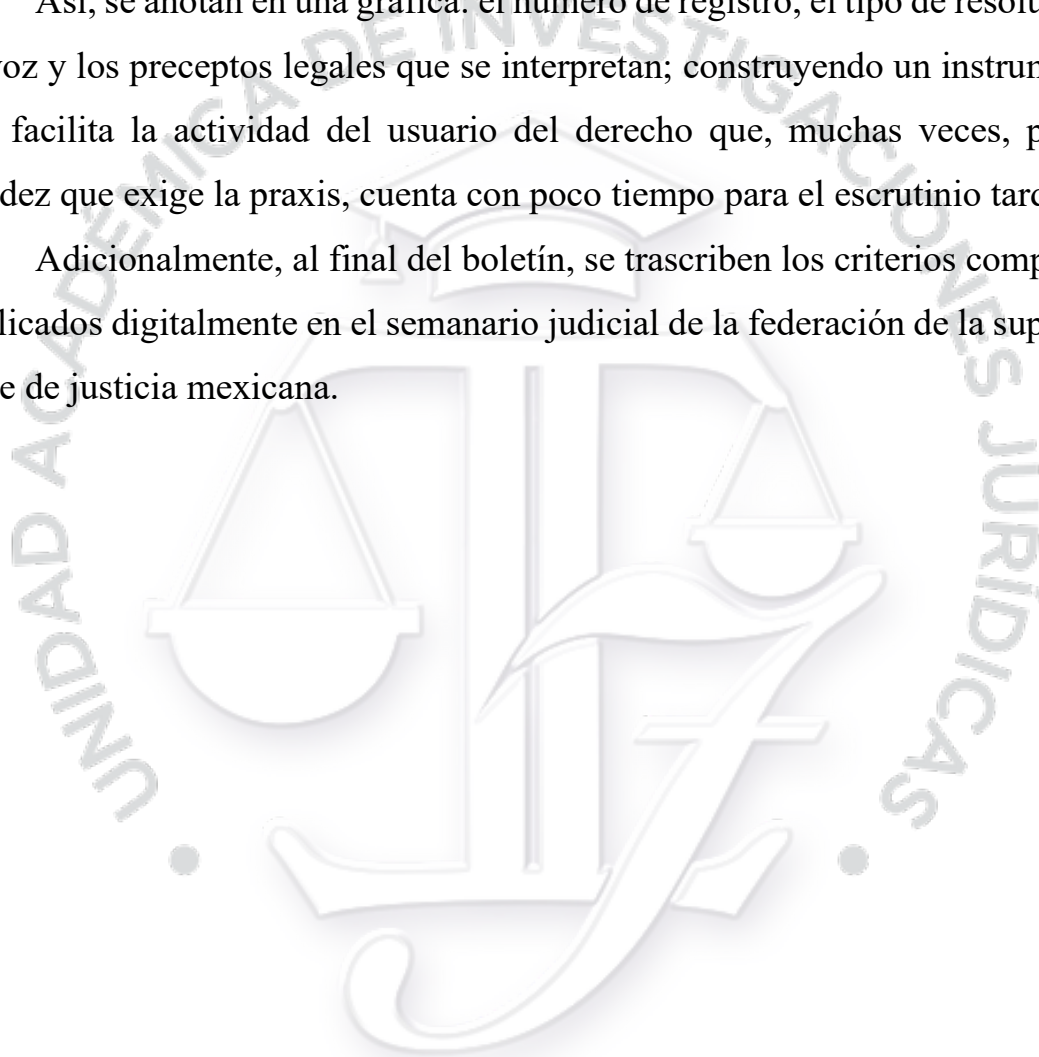 Así, se anotan en una gráfica: el número de registro, el tipo de resolu
voz y los preceptos legales que se interpretan; construyendo un instru
facilita la actividad del usuario del derecho que, muchas veces, p
dez que exige la praxis, cuenta con poco tiempo para el escrutinio tard
Adicionalmente, al final del boletín, se trascriben los criterios comp
licados digitalmente en el semanario judicial de la federación de la sup
e de justicia mexicana.
UNIDAD ACADÉMICA DE INVESTIGACIONES JURÍDICAS